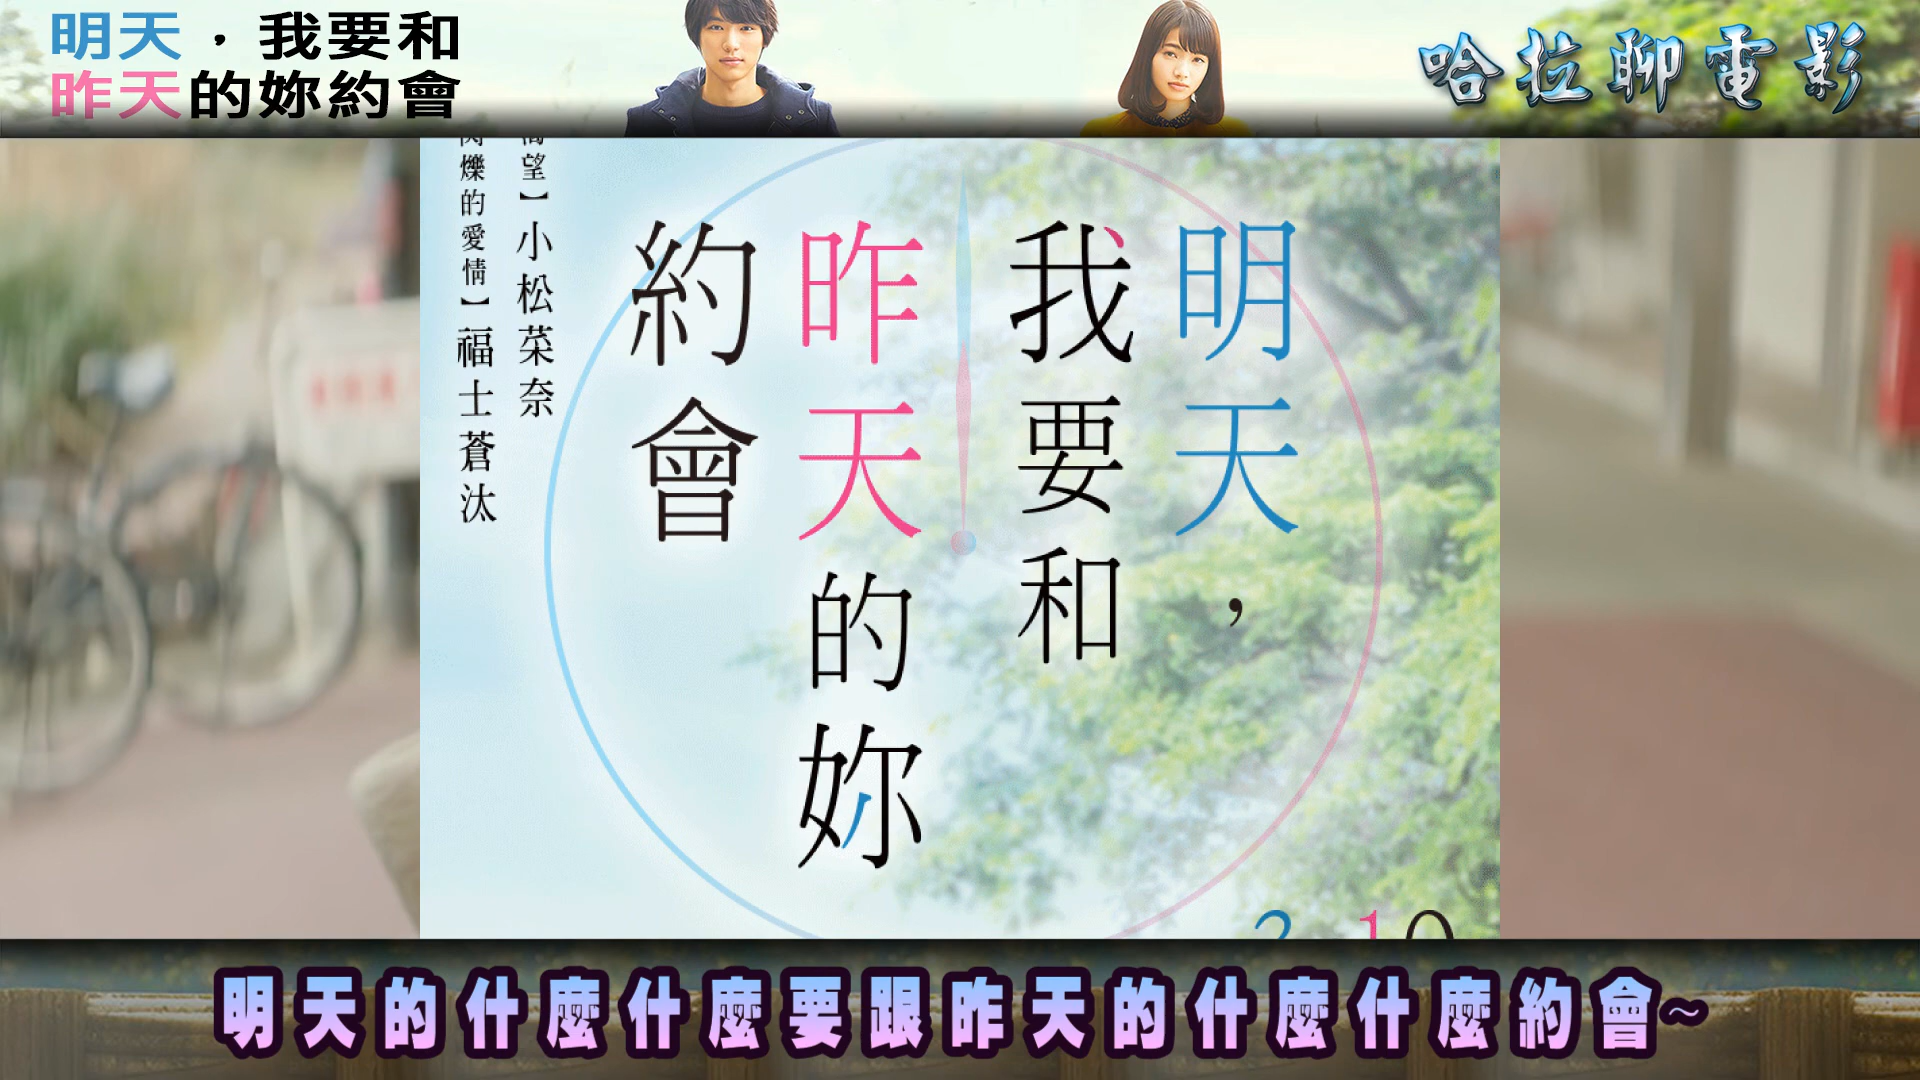 明天，我要和
昨天的妳約會
哈拉聊電影
明天，
我要和
昨天的妳
約會
望】小松菜奈
爍的愛情】福士蒼汰
明天的什麼什麼要跟昨天的什麼什麼約會~